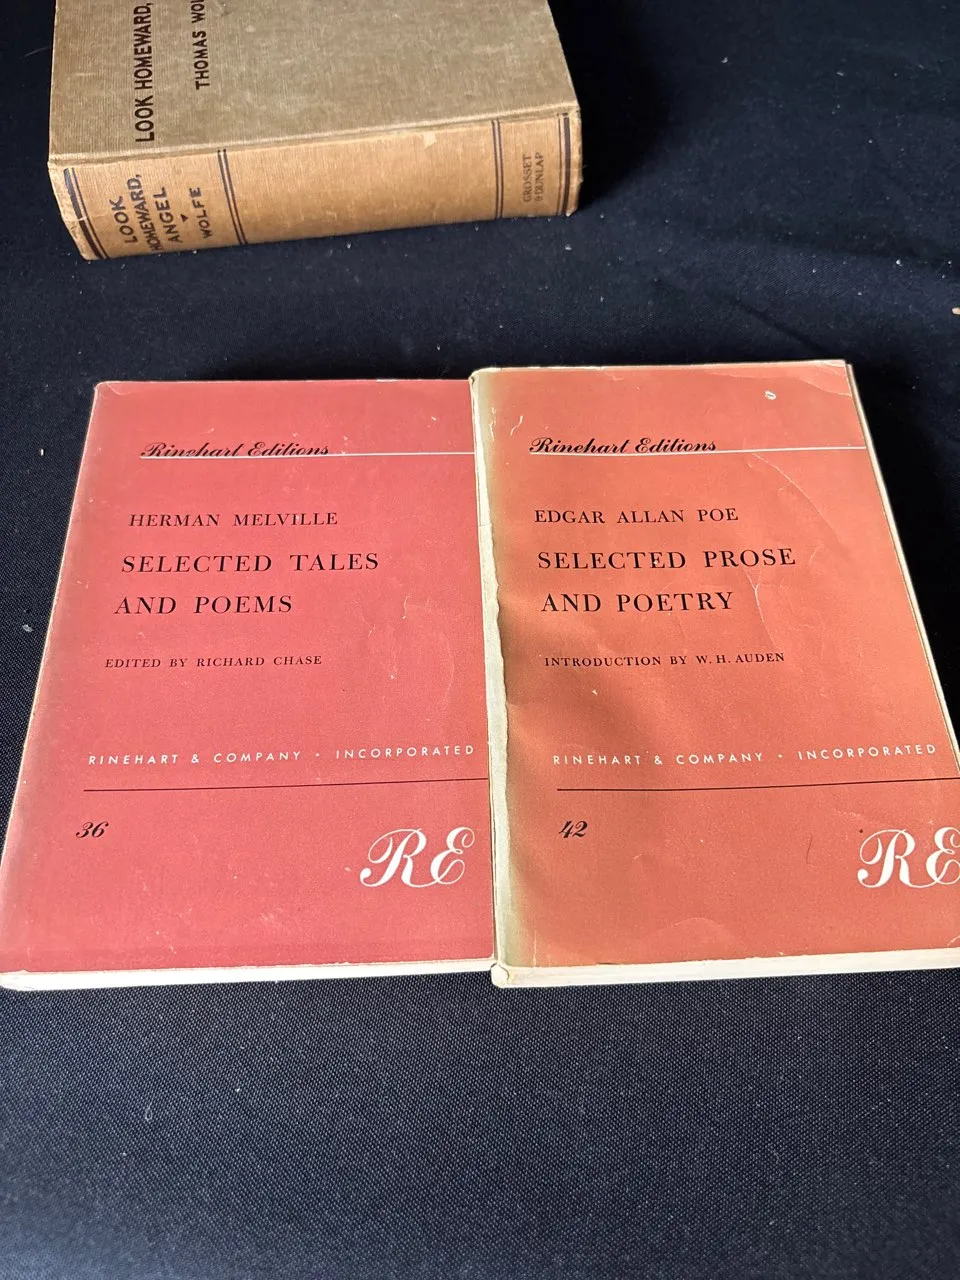 LOOK HOMEWARD,
THOMAS
LOOK
HOMEWARD,
ANGEL
WOLFE
GROSSET
& DUNLAP
Rinehart Editions
HERMAN MELVILLE
SELECTED TALES
AND POEMS
EDITED BY RICHARD CHASE
RINEHART & COMPANY • INCORPORATED
36
RE
Rinehart Editions
EDGAR ALLAN POE
SELECTED PROSE
AND POETRY
INTRODUCTION BY W. H. AUDEN
RINEHART & COMPANY • INCORPORATED
42
RE